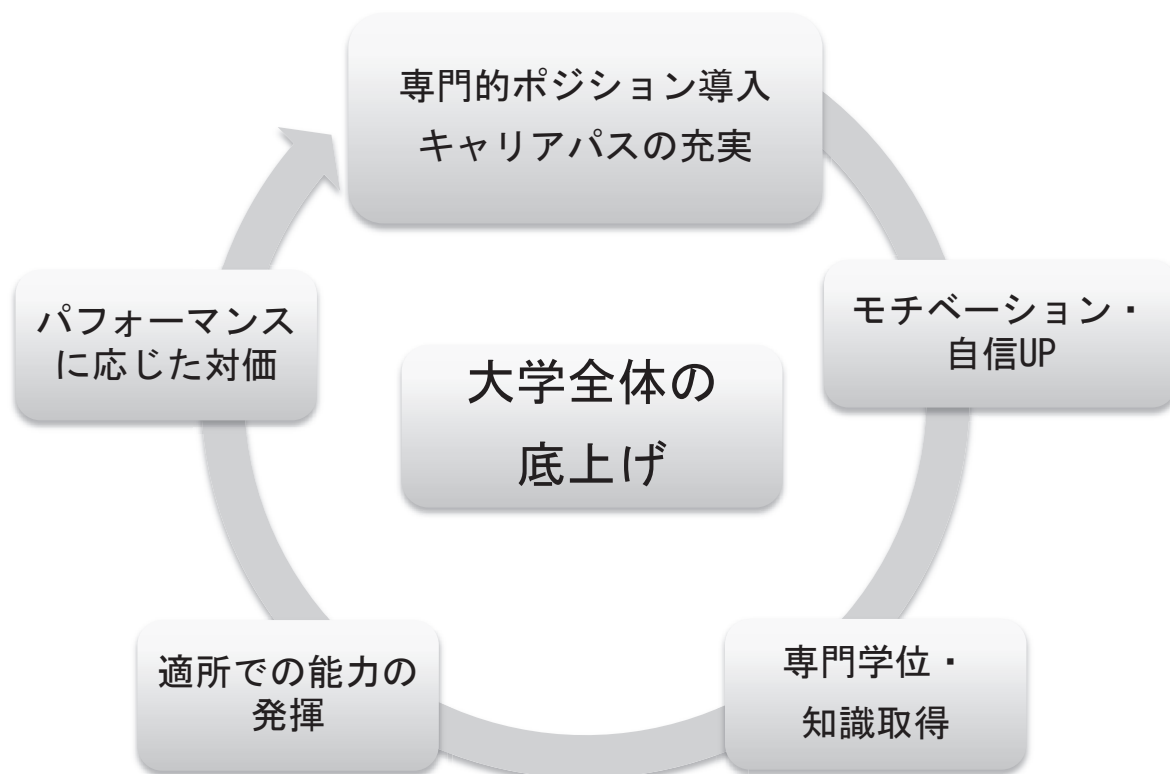 専門的ポジション導入
キャリアパスの充実
モチベーション・
自信UP
専門学位・
知識取得
適所での能力の
発揮
パフォーマンス
に応じた対価
大学全体の
底上げ